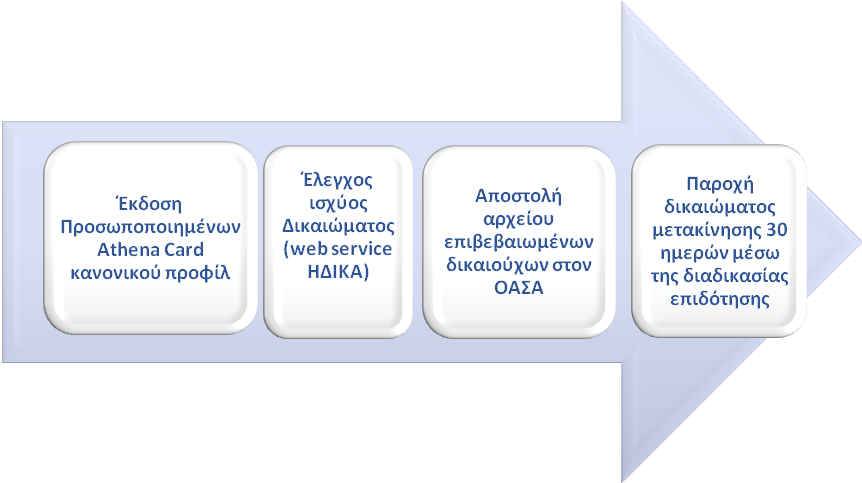 Έκδοση
Προσωποποιημένων
Athena Card
κανονικού προφίλ
Έλεγχος
ισχύος
Δικαιώματος
(web service
ΗΔΙΚΑ)
Αποστολή
αρχείου
επιβεβαιωμένων
δικαιούχων στον
ΟΑΣΑ
Παροχή
δικαιώματος
μετακίνησης 30
ημερών μέσω
της διαδικασίας
επιδότησης